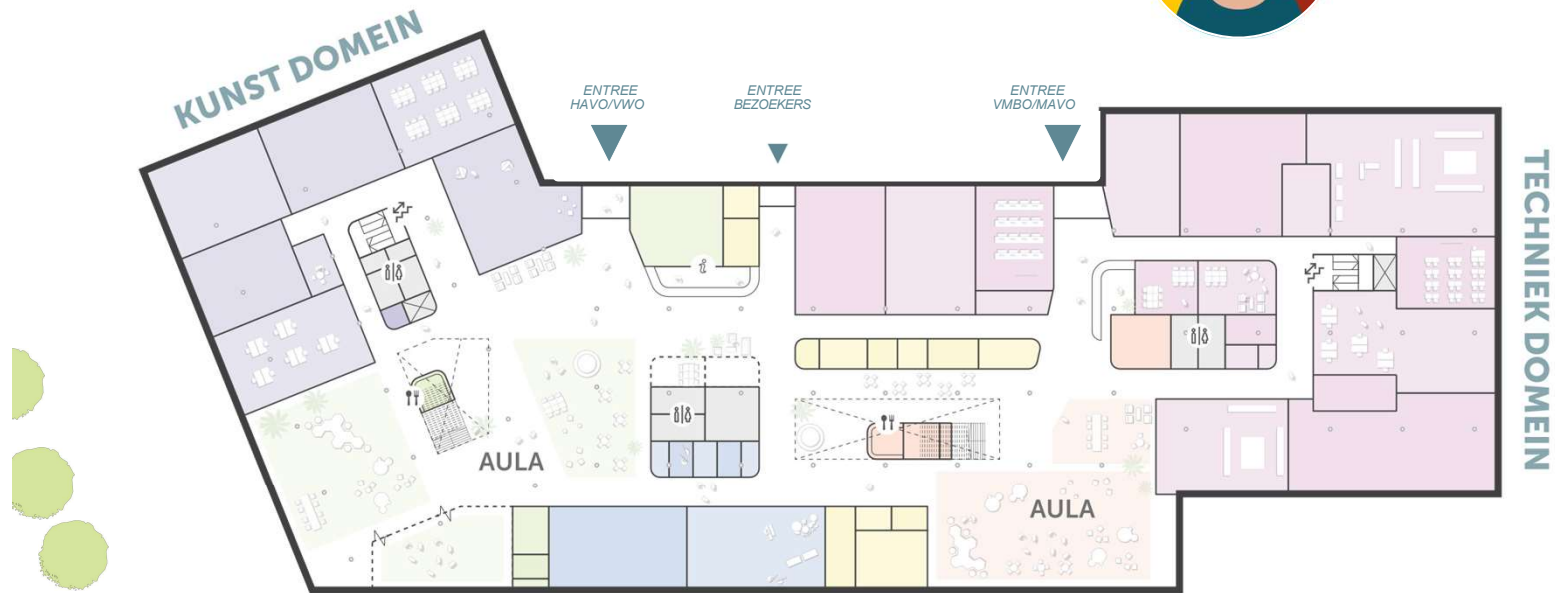 KUNST DOMEIN
ENTREE
HAVO/VWO
ENTREE
BEZOEKERS
ENTREE
VMBO/MAVO
TECHNIEK DOMEIN
i
AULA
AULA